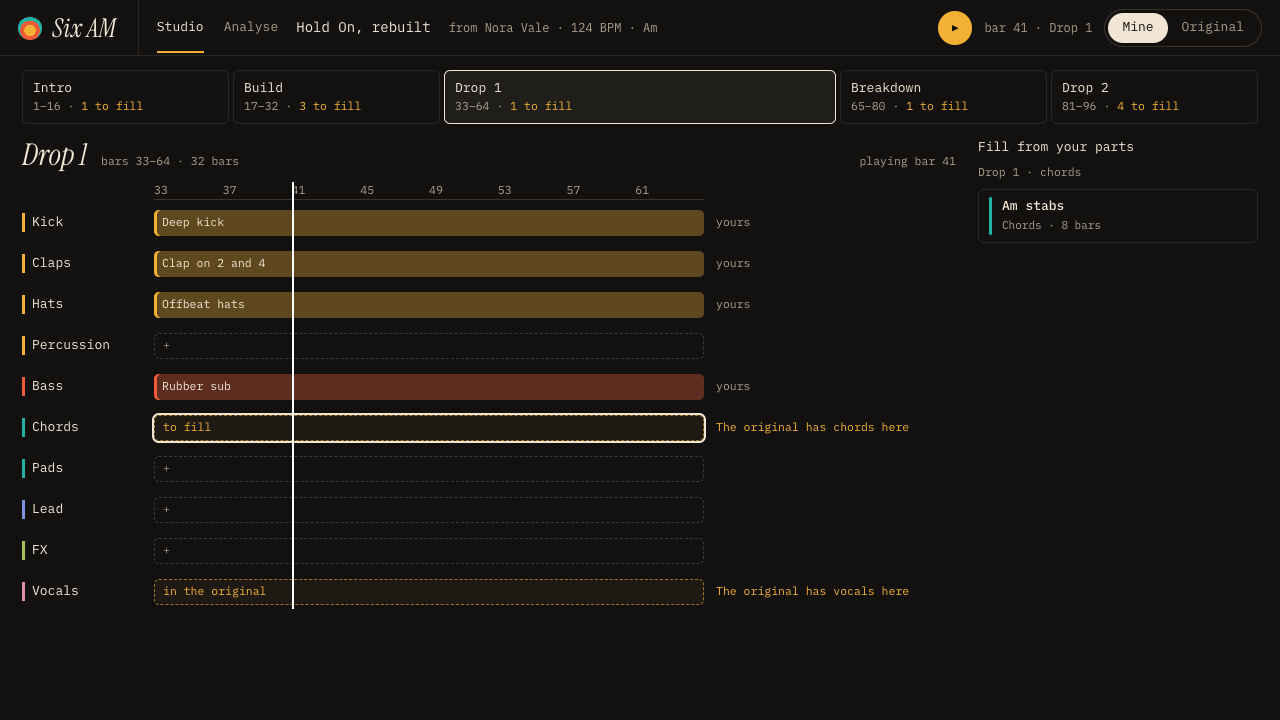 Six AM
Studio Analyse Hold On, rebuilt from Nora Vale · 124 BPM · Am
bar 41 · Drop 1 Mine Original
Intro
1–16 · 1 to fill
Build
17–32 · 3 to fill
Drop 1
33–64 · 1 to fill
Breakdown
65–80 · 1 to fill
Drop 2
81–96 · 4 to fill
Drop 1 bars 33–64 · 32 bars playing bar 41
33 37 41 45 49 53 57 61
Kick Deep kick yours
Claps Clap on 2 and 4 yours
Hats Offbeat hats yours
Percussion +
Bass Rubber sub yours
Chords to fill The original has chords here
Pads +
Lead +
FX +
Vocals in the original The original has vocals here
Fill from your parts
Drop 1 · chords
Am stabs
Chords · 8 bars